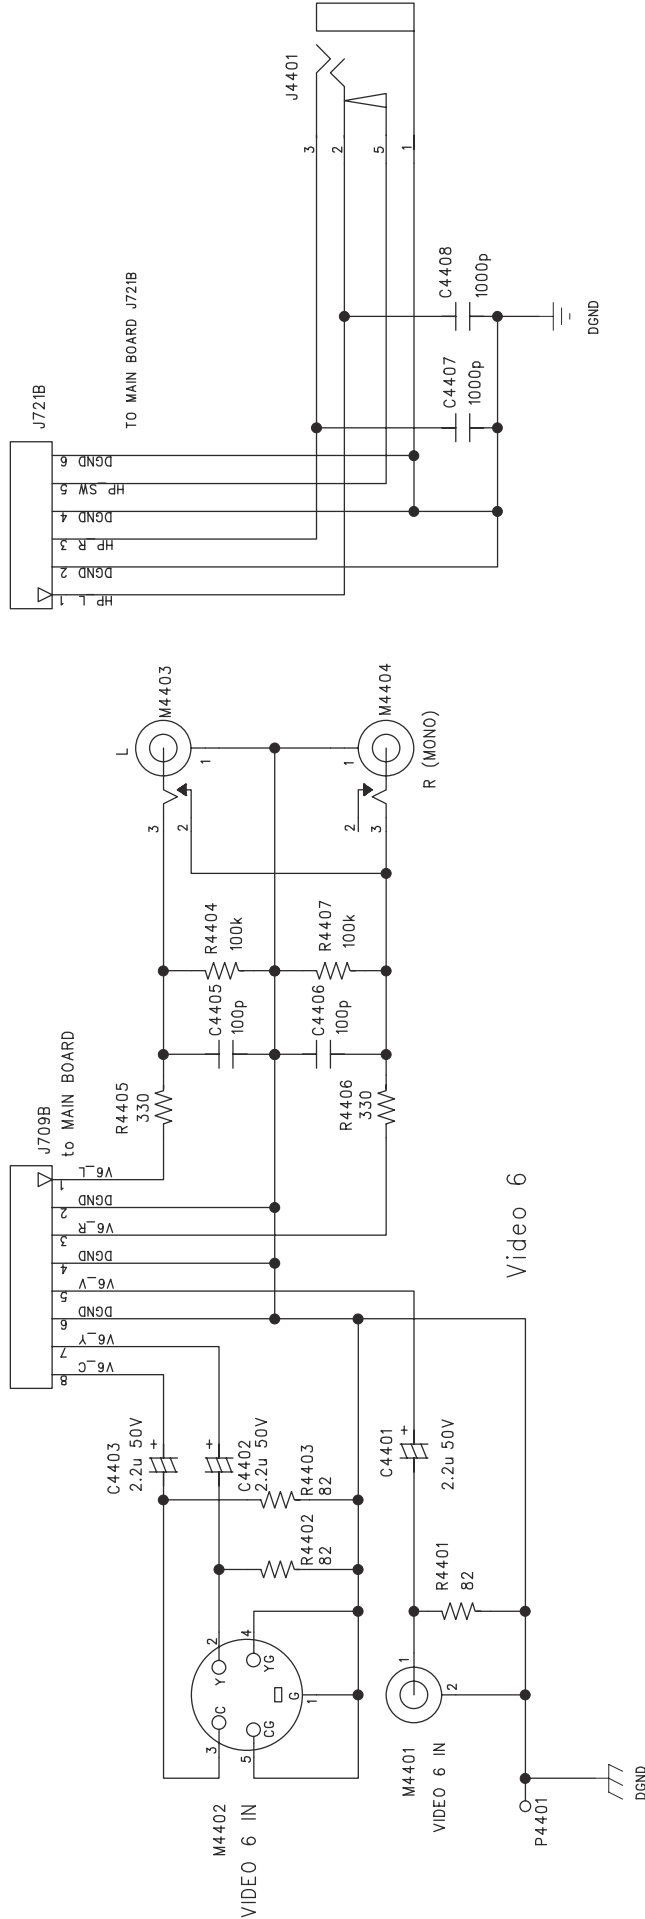 J4401
3
2
5
1
C4408
1000p
C4407
1000p
DGND
J721B
TO MAIN BOARD J721B
6 DGND
5 HP_SW
4 DGND
3 HP_R
2 DGND
1 HP_L
L
M4403
1
3
2
M4404
R (MONO)
1
2
3
R4404
100k
R4407
100k
C4405
100p
C4406
100p
R4405
330
R4406
330
J709B
to MAIN BOARD
1 V6_L
2 DGND
3 V6_R
4 DGND
5 V6_V
6 DGND
7 V6_Y
8 V6_C
Video 6
C4403
2.2u 50V
+
C4402
2.2u 50V
+
C4401
2.2u 50V
+
R4403
82
R4402
82
R4401
82
2
4
3
5
1
Y
C
YG
CG
G
M4402
VIDEO 6 IN
1
2
M4401
VIDEO 6 IN
P4401
DGND